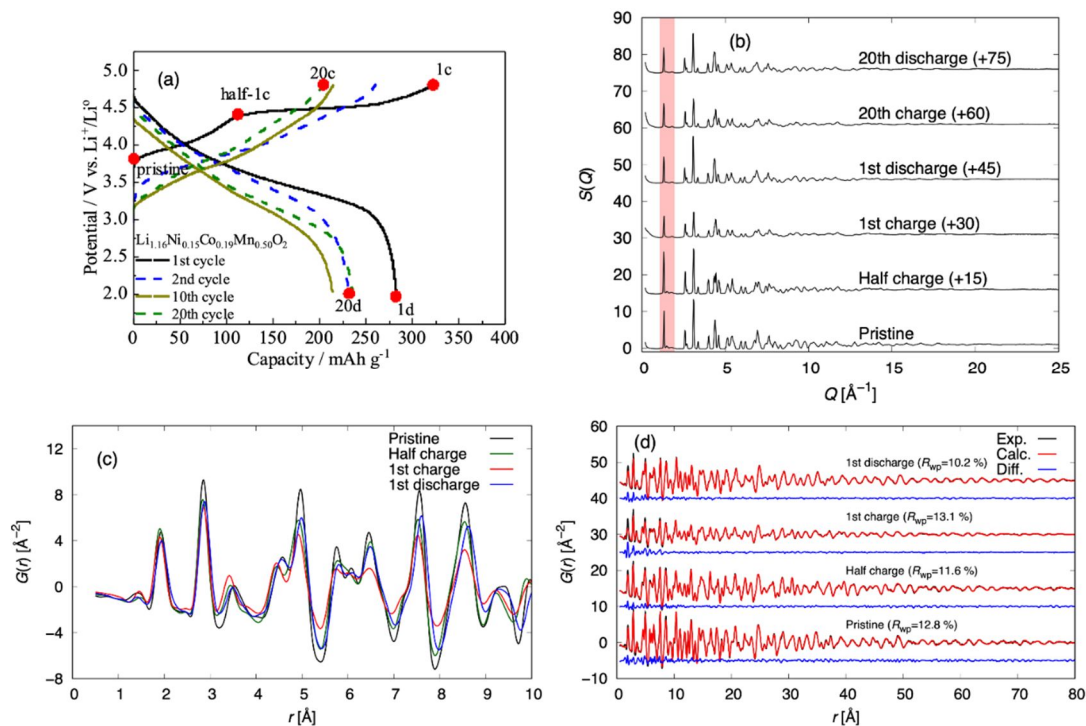 (a)
Potential / V vs. Li⁺/Li⁰
5.0
4.5
4.0
3.5
3.0
2.5
2.0
pristine
half-1c
20c
1c
20d
1d
Li₁.₁₆Ni₀.₁₅Co₀.₁₉Mn₀.₅₀O₂
1st cycle
2nd cycle
10th cycle
20th cycle
0 50 100 150 200 250 300 350 400
Capacity / mAh g⁻¹
(b)
S(Q)
90
80
70
60
50
40
30
20
10
0
20th discharge (+75)
20th charge (+60)
1st discharge (+45)
1st charge (+30)
Half charge (+15)
Pristine
0 5 10 15 20 25
Q [Å⁻¹]
(c)
G(r) [Å⁻²]
14
12
8
4
0
-4
-8
Pristine
Half charge
1st charge
1st discharge
0 1 2 3 4 5 6 7 8 9 10
r [Å]
(d)
G(r) [Å⁻²]
60
50
40
30
20
10
0
-10
Exp.
Calc.
Diff.
1st discharge (Rwp=10.2 %)
1st charge (Rwp=13.1 %)
Half charge (Rwp=11.6 %)
Pristine (Rwp=12.8 %)
0 10 20 30 40 50 60 70 80
r [Å]